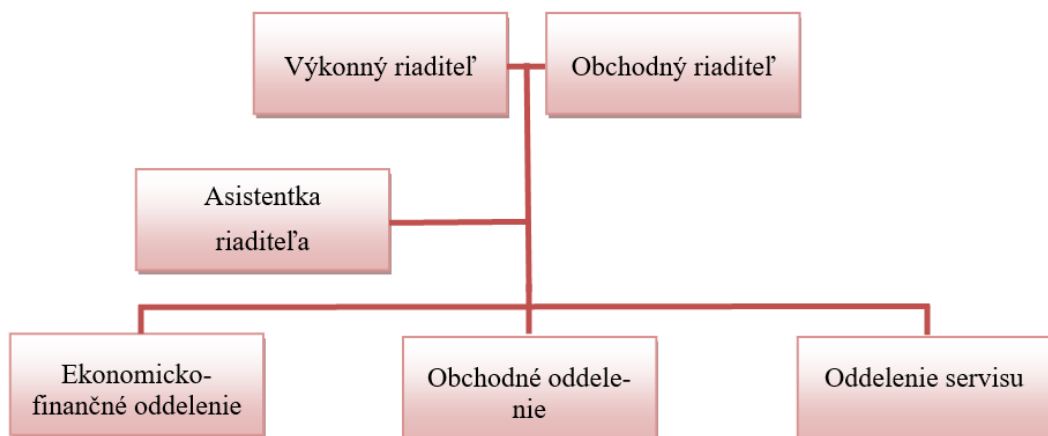 Výkonný riaditeľ
Obchodný riaditeľ
Asistentka
riaditeľa
Ekonomicko-
finančné oddelenie
Obchodné oddele-
nie
Oddelenie servisu